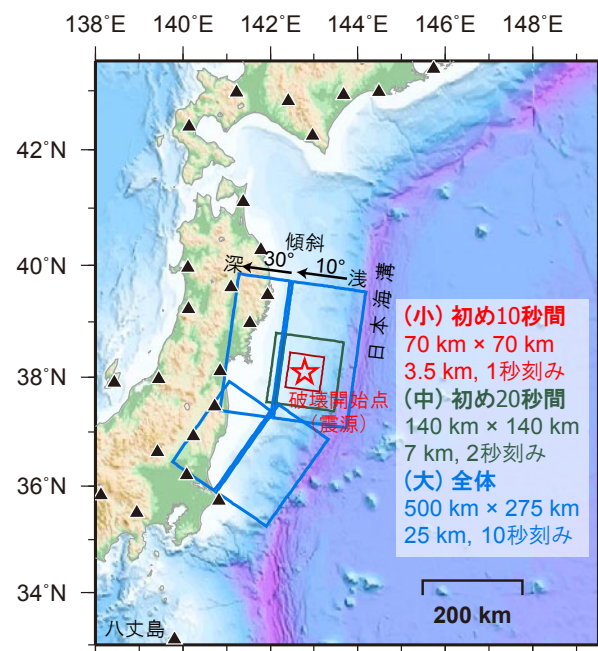 138°E 140°E 142°E 144°E 146°E 148°E
42°N
40°N
38°N
36°N
34°N
傾斜
深 30° 10° 浅
日本海溝
破壊開始点
（震源）
（小）初め10秒間
70 km × 70 km
3.5 km, 1秒刻み
（中）初め20秒間
140 km × 140 km
7 km, 2秒刻み
（大）全体
500 km × 275 km
25 km, 10秒刻み
200 km
八丈島